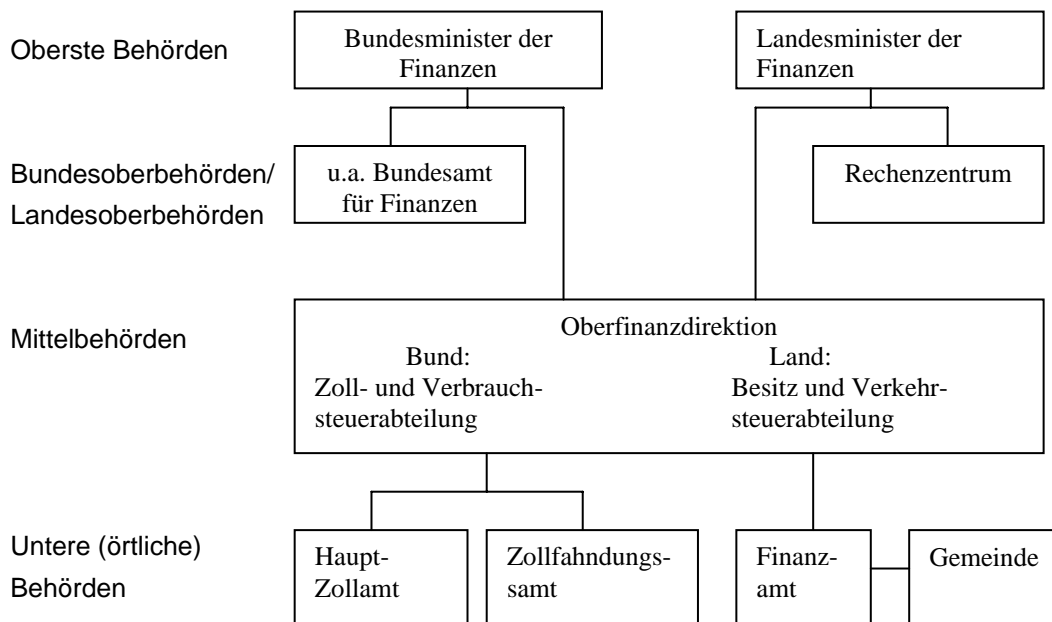 Oberste Behörden
Bundesminister der
Finanzen
Landesminister der
Finanzen
Bundesoberbehörden/
Landesoberbehörden
u.a. Bundesamt
für Finanzen
Rechenzentrum
Mittelbehörden
Oberfinanzdirektion
Bund:
Zoll- und Verbrauch-
steuerabteilung
Land:
Besitz und Verkehr-
steuerabteilung
Untere (örtliche)
Behörden
Haupt-
Zollamt
Zollfahndungs-
samt
Finanz-
amt
Gemeinde